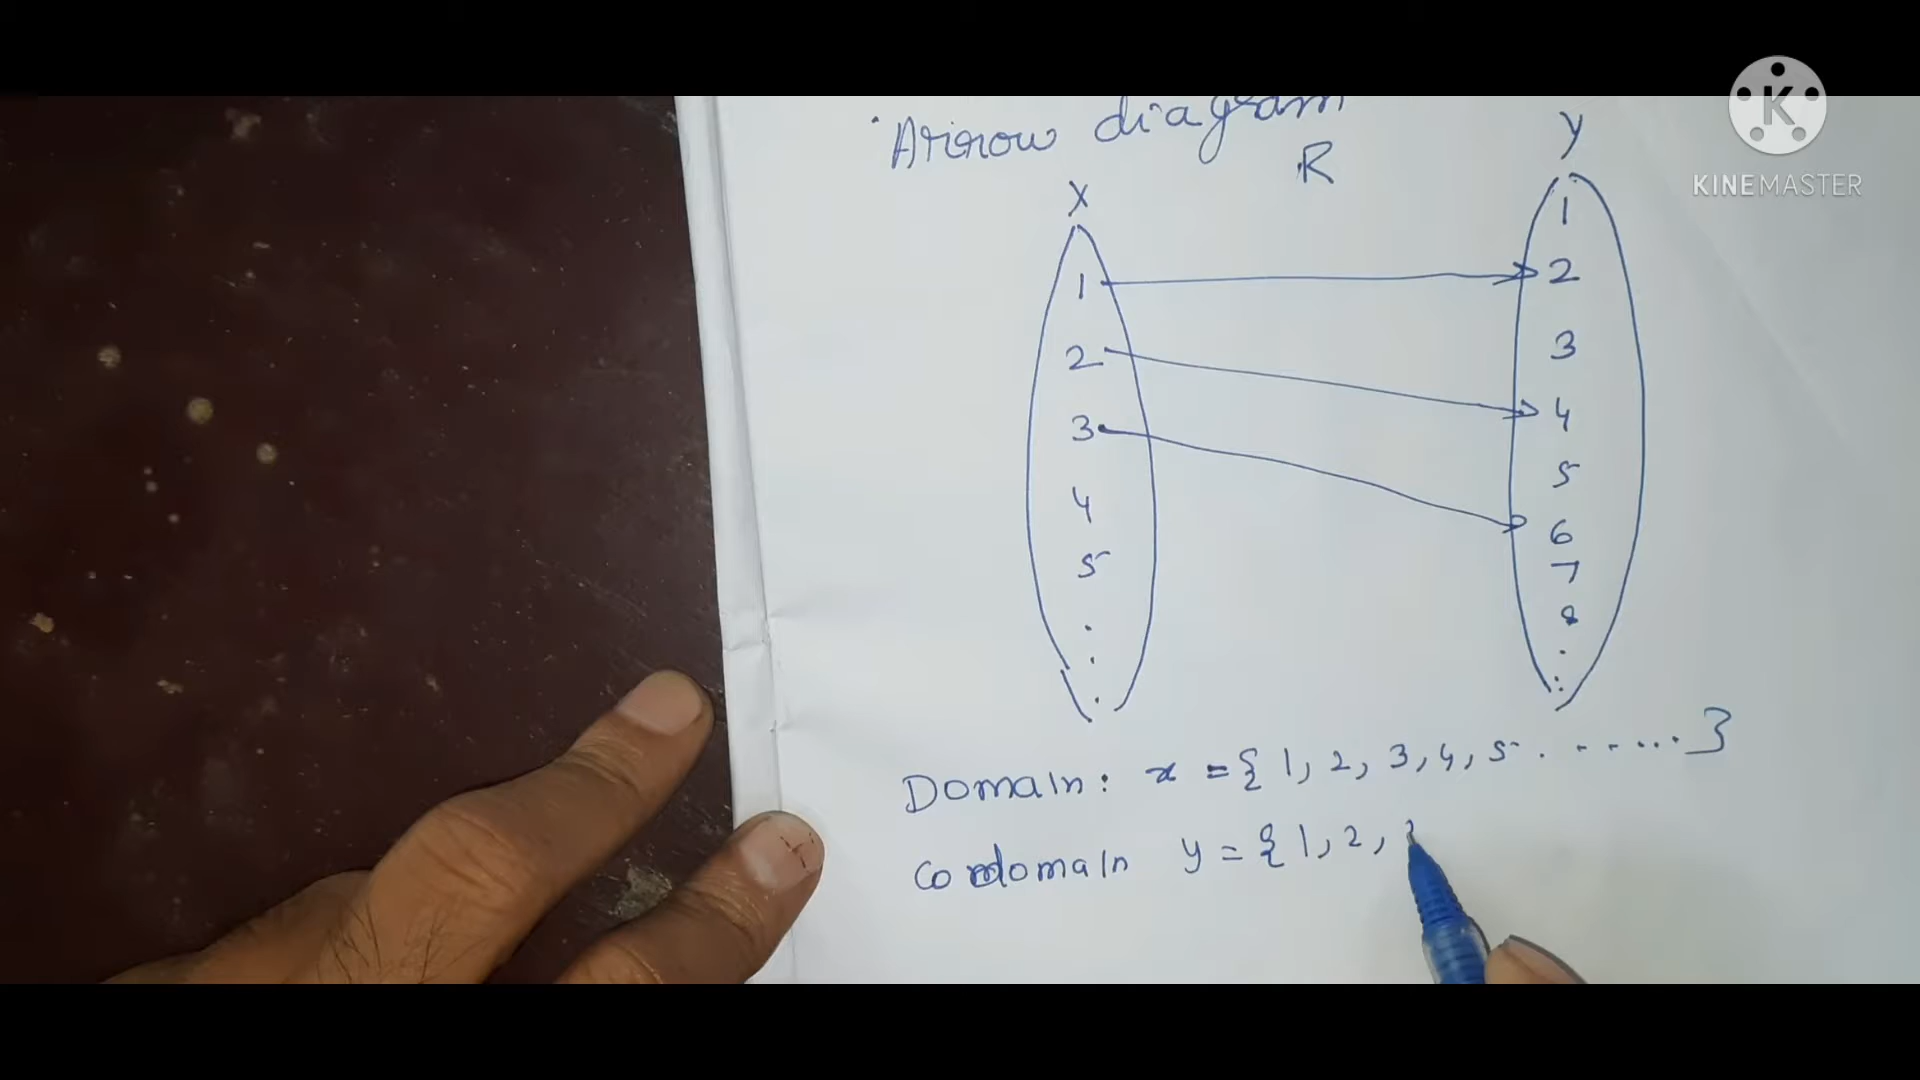 Arrow diagram
R
X
Y
1
2
3
4
5
.
.
.
1
2
3
4
5
6
7
8
.
:
Domain: x = {1, 2, 3, 4, 5 . ...... }
Codomain y = {1, 2,
K
KINEMASTER